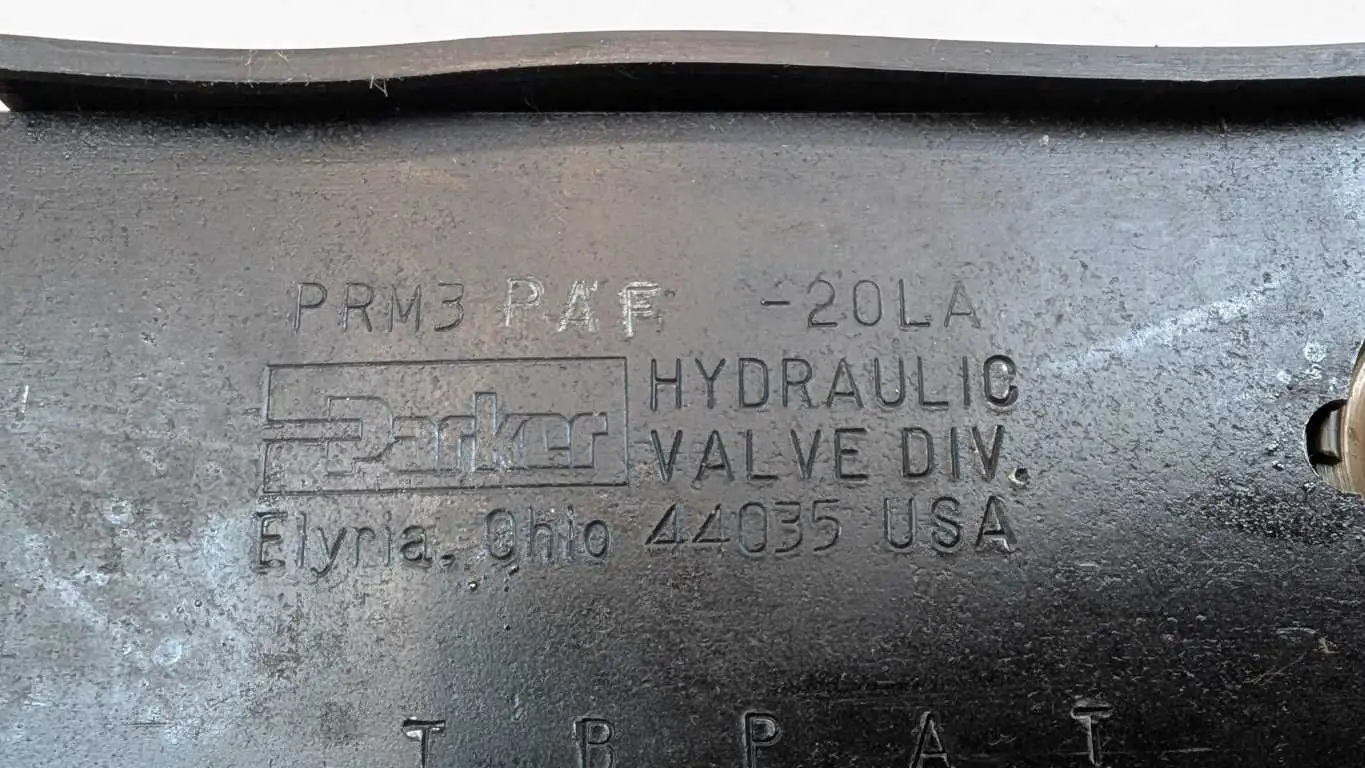 PRM3 PAF -20LA
Parker HYDRAULIC
VALVE DIV.
Elyria, Ohio 44035 USA
T B P A T